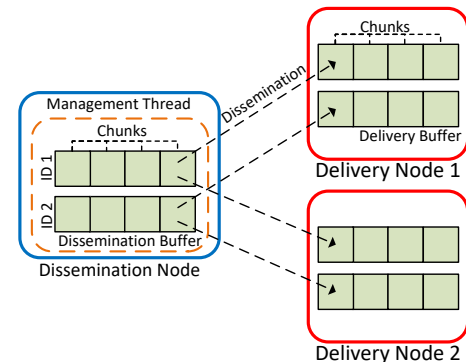 Management Thread
Chunks
ID 1
ID 2
Dissemination Buffer
Dissemination Node
Dissemination
Chunks
Delivery Buffer
Delivery Node 1
Delivery Node 2